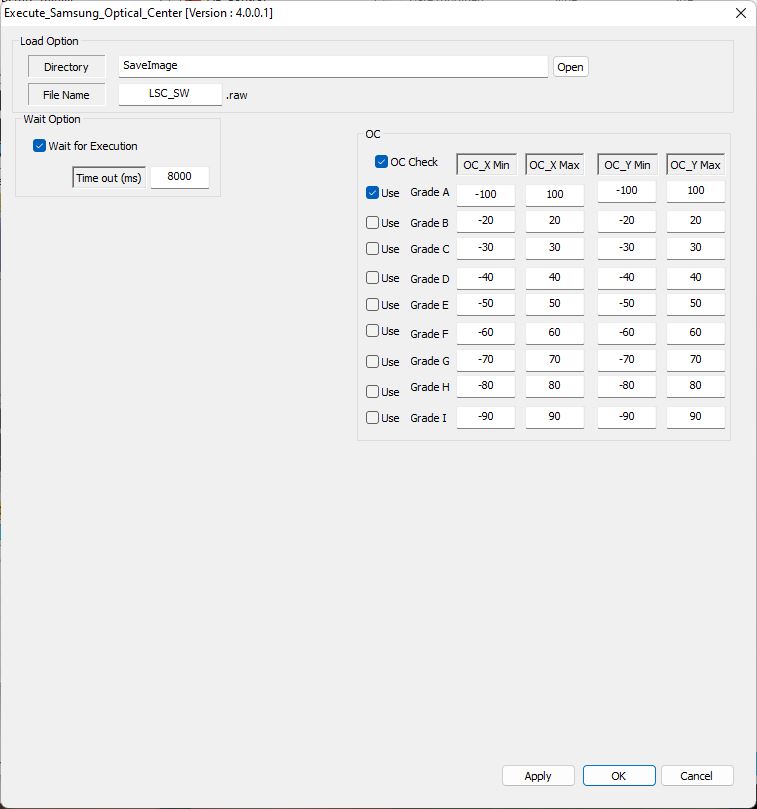 Execute_Samsung_Optical_Center [Version : 4.0.0.1]
Load Option
Directory SaveImage Open
File Name LSC_SW .raw
Wait Option
Wait for Execution
Time out (ms) 8000
OC
OC Check OC_X Min OC_X Max OC_Y Min OC_Y Max
Use Grade A -100 100 -100 100
Use Grade B -20 20 -20 20
Use Grade C -30 30 -30 30
Use Grade D -40 40 -40 40
Use Grade E -50 50 -50 50
Use Grade F -60 60 -60 60
Use Grade G -70 70 -70 70
Use Grade H -80 80 -80 80
Use Grade I -90 90 -90 90
Apply OK Cancel